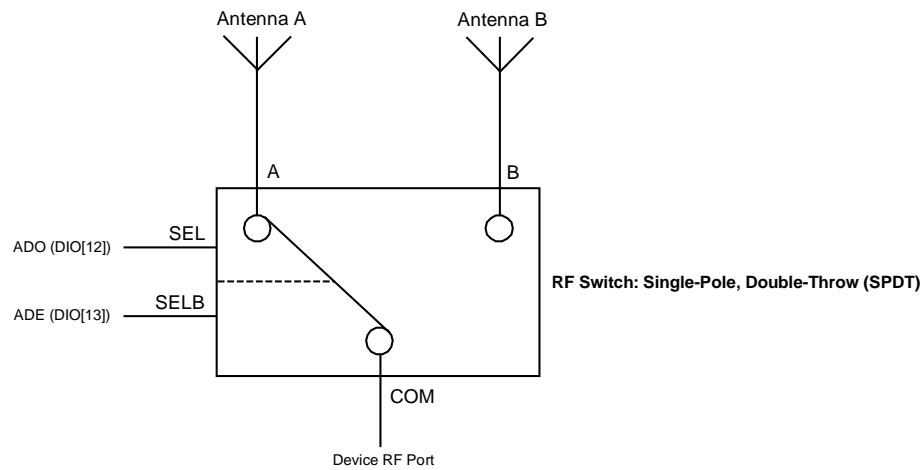 Antenna A
Antenna B
A
B
SEL
ADO (DIO[12])
RF Switch: Single-Pole, Double-Throw (SPDT)
SELB
ADE (DIO[13])
COM
Device RF Port